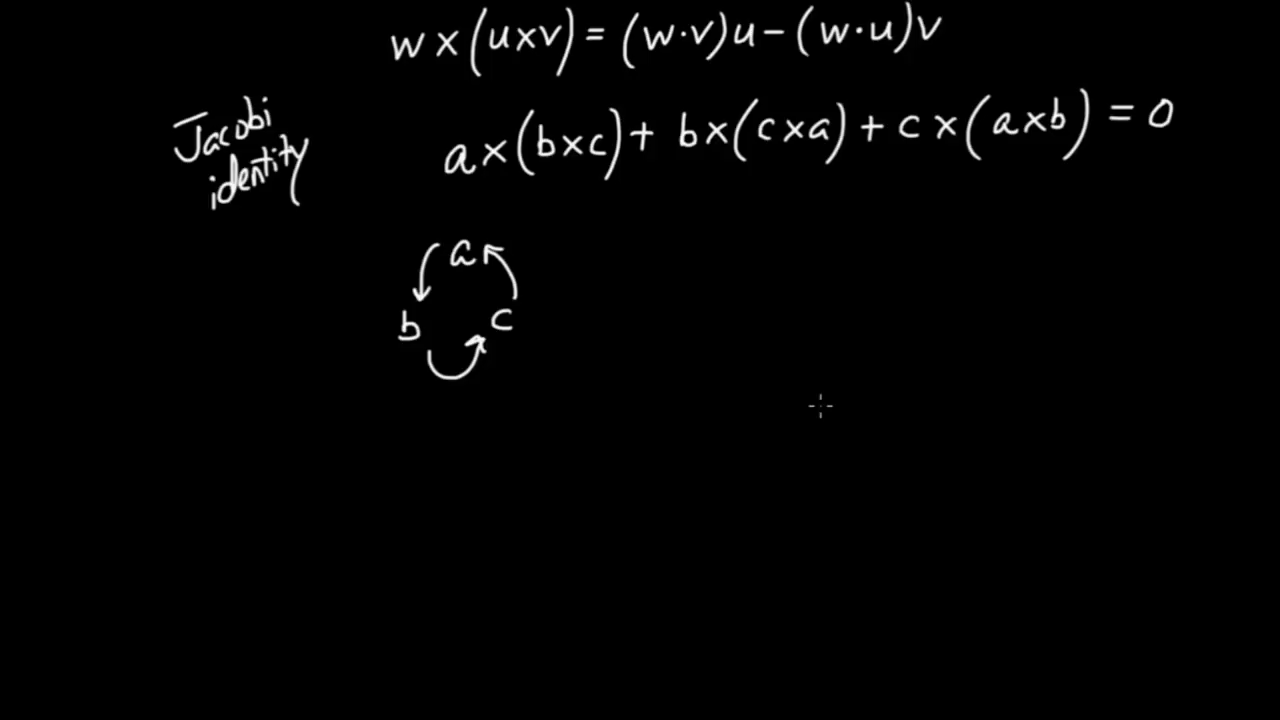 w × (u×v) = (w·v)u − (w·u)v
Jacobi
identity
a × (b×c) + b × (c×a) + c × (a×b) = 0
a
b c